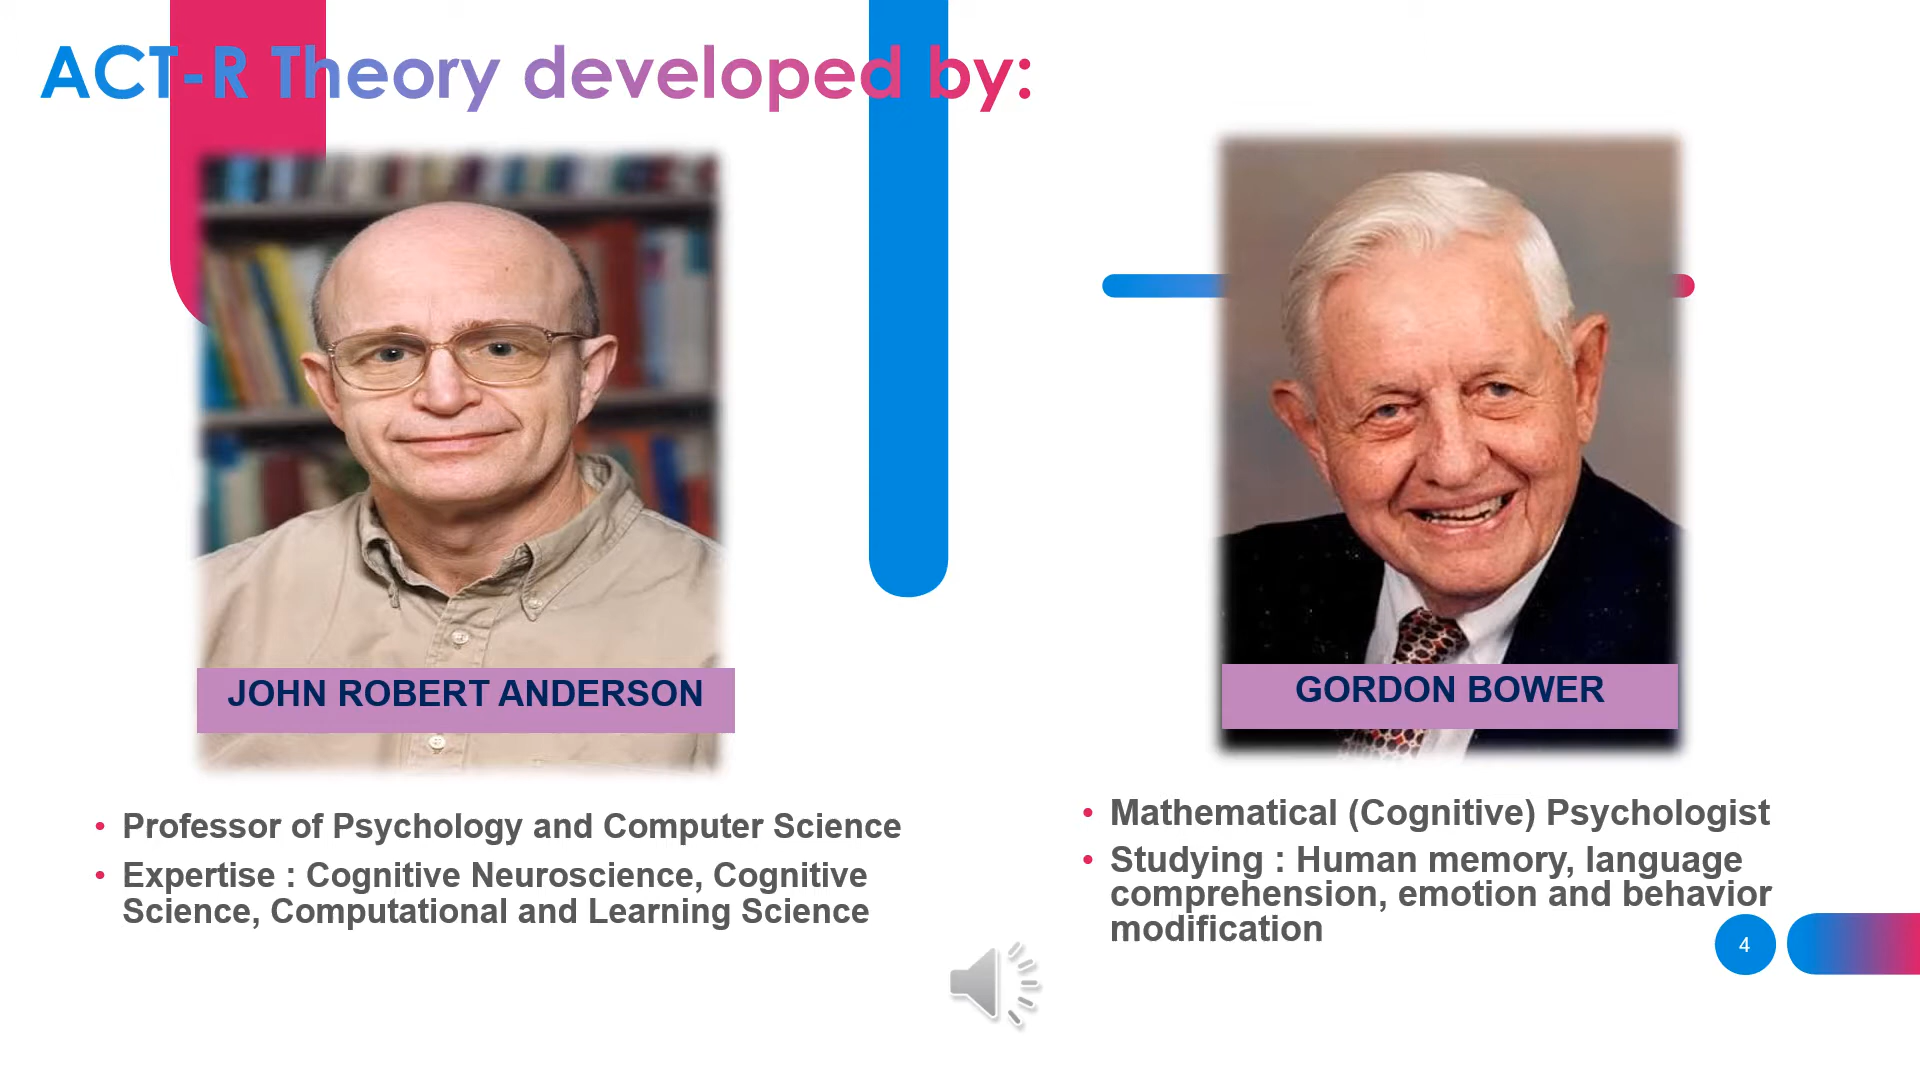 ACT-R Theory developed by:
JOHN ROBERT ANDERSON
• Professor of Psychology and Computer Science
• Expertise : Cognitive Neuroscience, Cognitive
Science, Computational and Learning Science
GORDON BOWER
• Mathematical (Cognitive) Psychologist
• Studying : Human memory, language
comprehension, emotion and behavior
modification
4